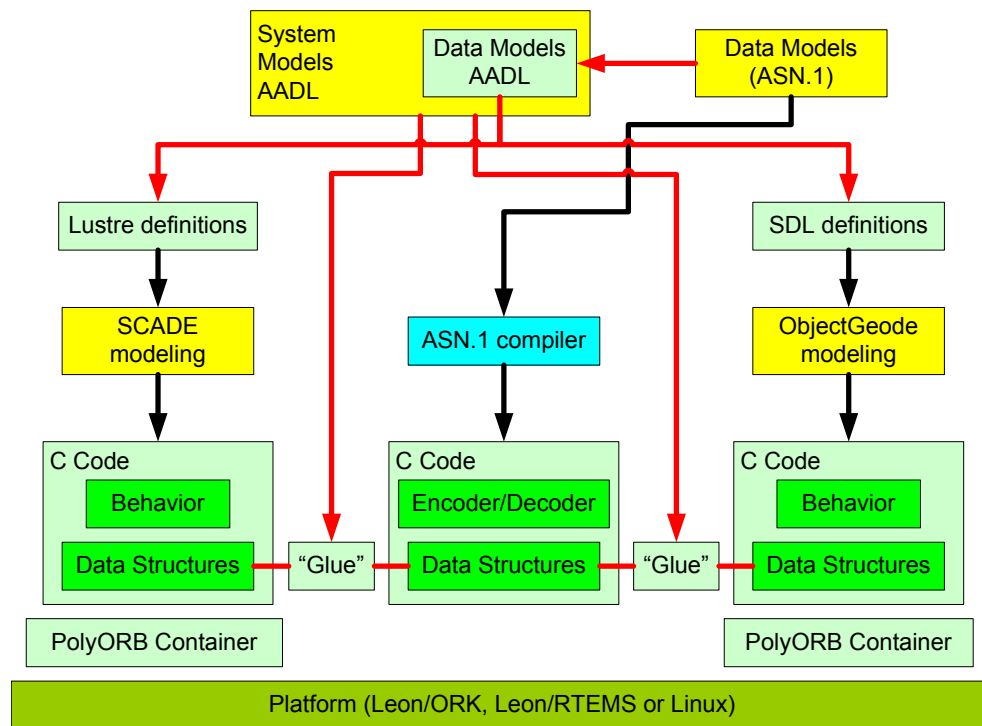 System
Models
AADL
Data Models
AADL
Data Models
(ASN.1)
Lustre definitions
SDL definitions
SCADE
modeling
ASN.1 compiler
ObjectGeode
modeling
C Code
Behavior
Data Structures
“Glue”
C Code
Encoder/Decoder
Data Structures
“Glue”
C Code
Behavior
Data Structures
PolyORB Container
PolyORB Container
Platform (Leon/ORK, Leon/RTEMS or Linux)